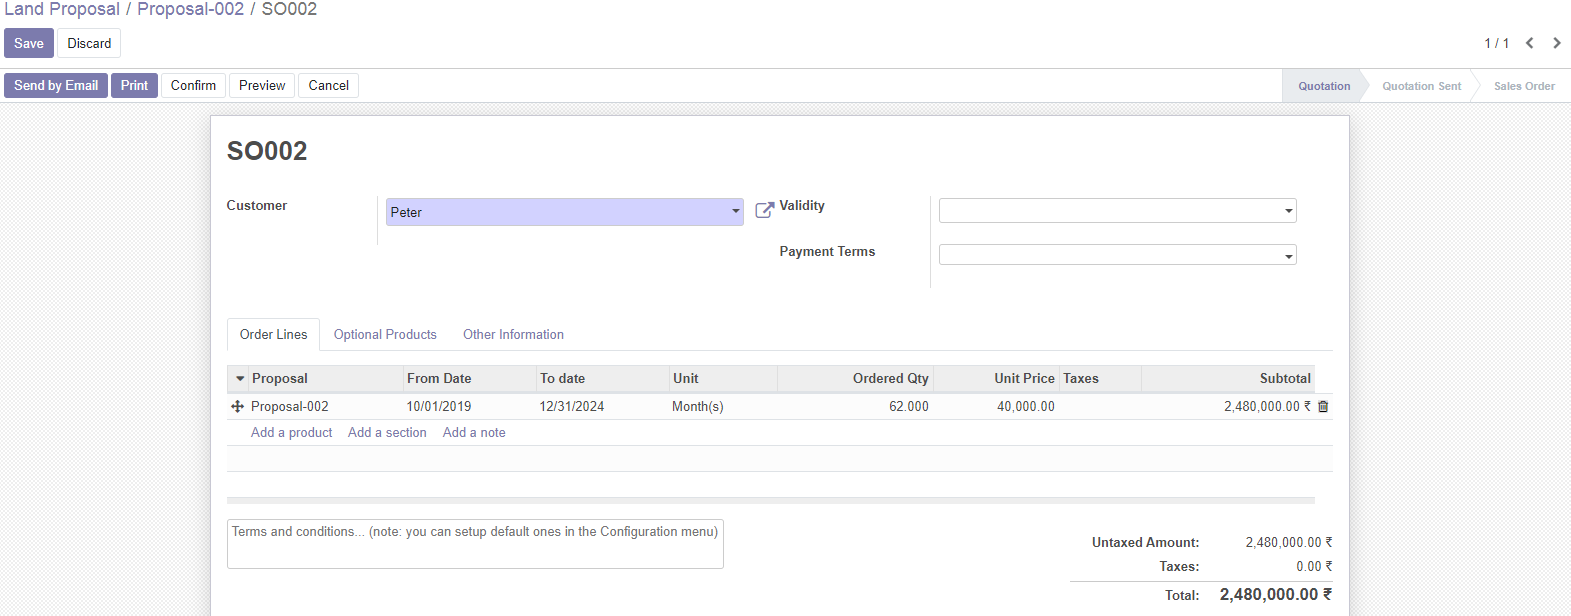 Land Proposal / Proposal-002 / SO002
Save Discard 1 / 1
Send by Email Print Confirm Preview Cancel Quotation Quotation Sent Sales Order
SO002
Customer Peter Validity
Payment Terms
Order Lines Optional Products Other Information
Proposal From Date To date Unit Ordered Qty Unit Price Taxes Subtotal
Proposal-002 10/01/2019 12/31/2024 Month(s) 62.000 40,000.00 2,480,000.00 ₹
Add a product Add a section Add a note
Terms and conditions... (note: you can setup default ones in the Configuration menu)
Untaxed Amount: 2,480,000.00 ₹
Taxes: 0.00 ₹
Total: 2,480,000.00 ₹